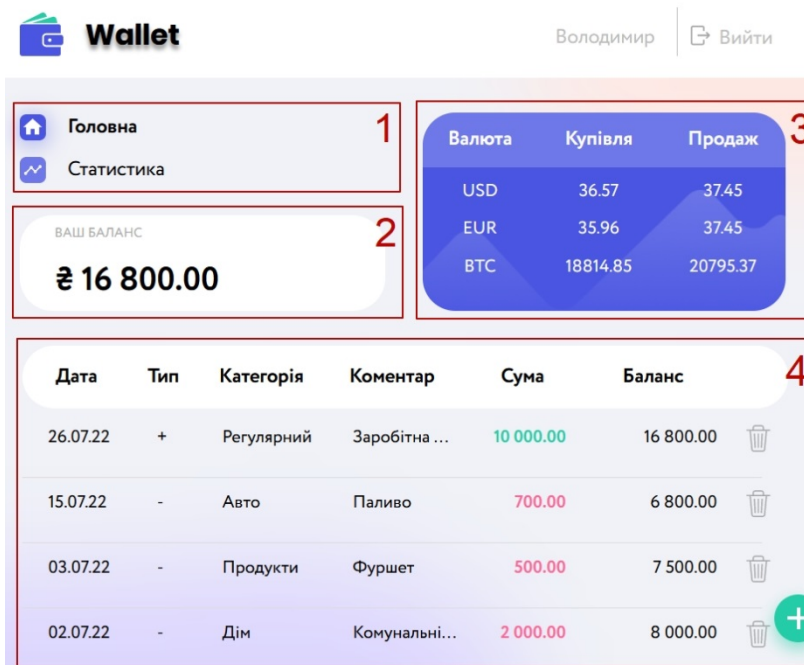 Wallet
Володимир
Вийти
1
Головна
Статистика
2
ВАШ БАЛАНС
₴ 16 800.00
3
Валюта Купівля Продаж
USD 36.57 37.45
EUR 35.96 37.45
BTC 18814.85 20795.37
4
Дата Тип Категорія Коментар Сума Баланс
26.07.22 + Регулярний Заробітна ... 10 000.00 16 800.00
15.07.22 - Авто Паливо 700.00 6 800.00
03.07.22 - Продукти Фуршет 500.00 7 500.00
02.07.22 - Дім Комунальні... 2 000.00 8 000.00
+